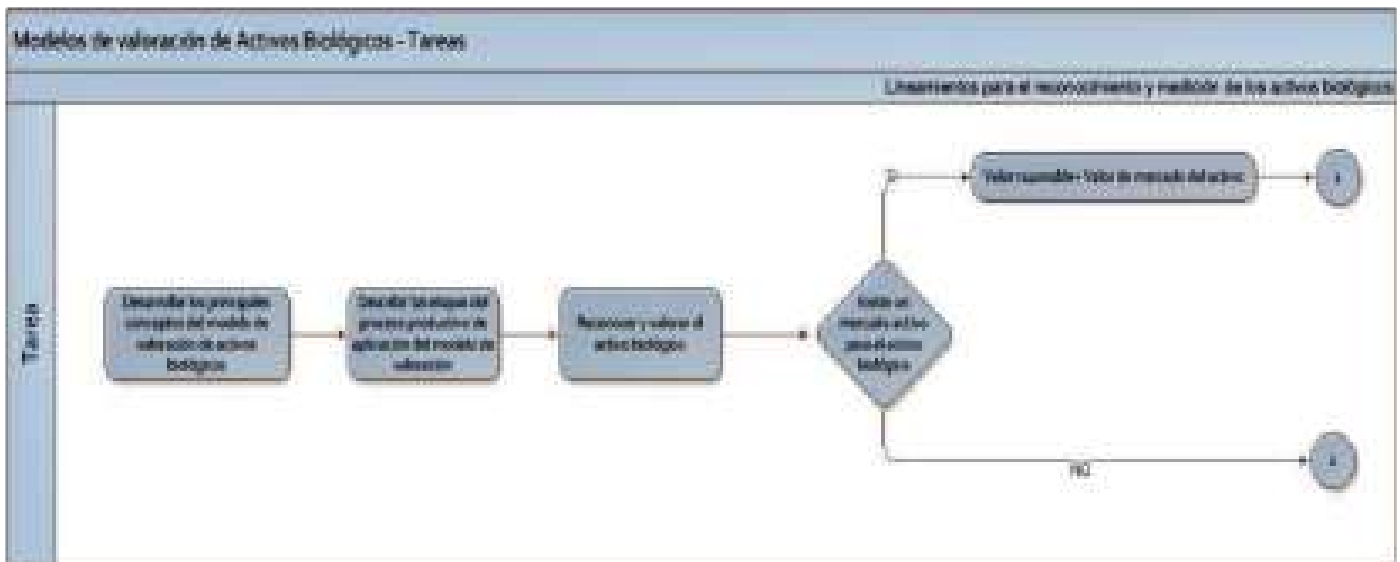 Modelos de valoración de Activos Biológicos - Tareas
Lineamientos para el reconocimiento y medición de los activos biológicos
Tareas
Desarrollar los principales
conceptos del modelo de
valoración de activos
biológicos
Describir las etapas del
proceso productivo de
aplicación del modelo de
valoración
Reconocer y valorar el
activo biológico
Existe un
mercado activo
para el activo
biológico
Valor razonable= Valor de mercado del activo
NO